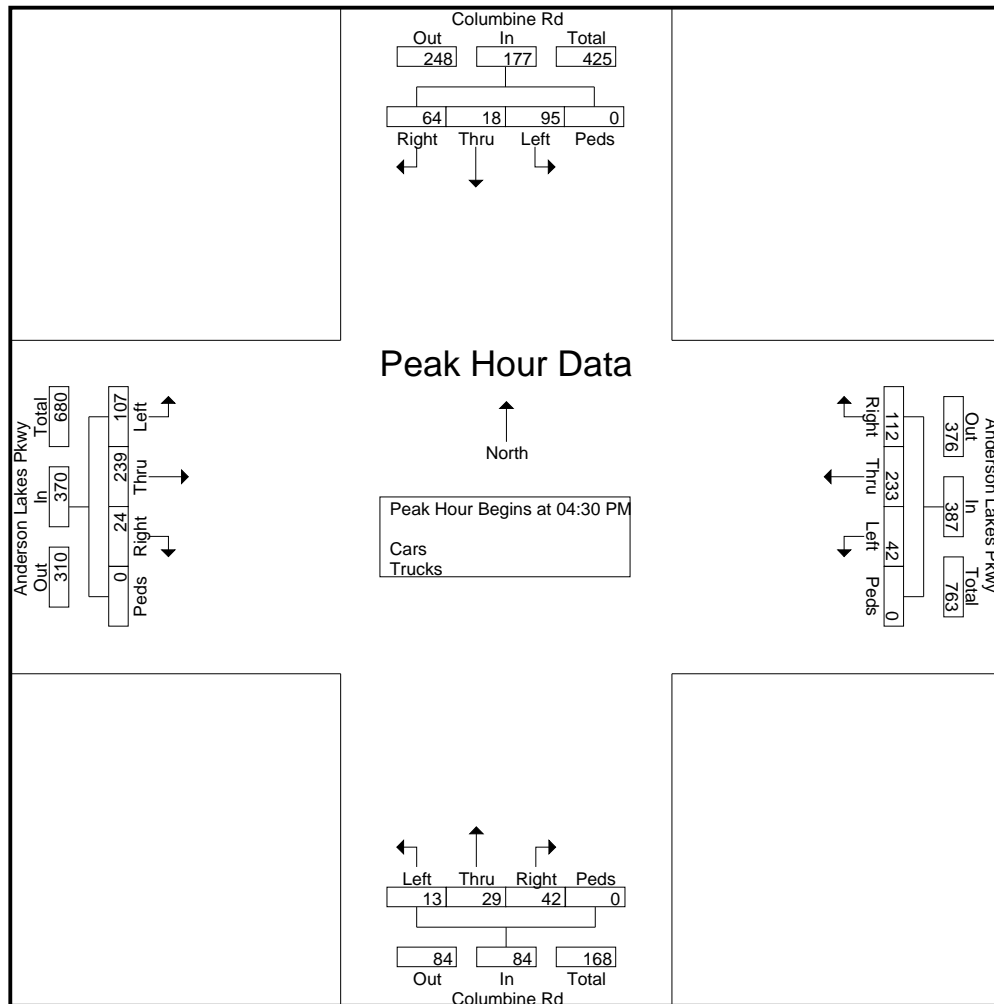 Columbine Rd
Out In Total
248 177 425
64 18 95 0
Right Thru Left Peds
Peak Hour Data
North
Peak Hour Begins at 04:30 PM
Cars
Trucks
Anderson Lakes Pkwy
Out In Total
310 370 680
107 239 24 0
Left Thru Right Peds
Anderson Lakes Pkwy
Out In Total
376 387 763
112 233 42 0
Right Thru Left Peds
Left Thru Right Peds
13 29 42 0
84 84 168
Out In Total
Columbine Rd